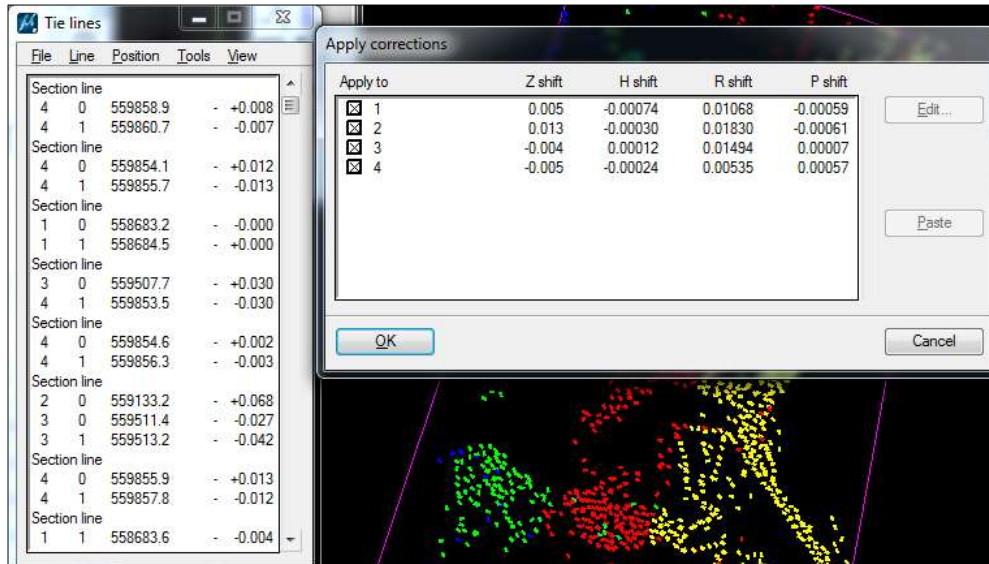 Tie lines
File Line Position Tools View
Section line
4 0 559858.9 - +0.008
4 1 559860.7 - -0.007
Section line
4 0 559854.1 - +0.012
4 1 559855.7 - -0.013
Section line
1 0 558683.2 - -0.000
1 1 558684.5 - +0.000
Section line
3 0 559507.7 - +0.030
4 1 559853.5 - -0.030
Section line
4 0 559854.6 - +0.002
4 1 559856.3 - -0.003
Section line
2 0 559133.2 - +0.068
3 0 559511.4 - -0.027
3 1 559513.2 - -0.042
Section line
4 0 559855.9 - +0.013
4 1 559857.8 - -0.012
Section line
1 1 558683.6 - -0.004
Apply corrections
Apply to Z shift H shift R shift P shift
1 0.005 -0.00074 0.01068 -0.00059
2 0.013 -0.00030 0.01830 -0.00061
3 -0.004 0.00012 0.01494 0.00007
4 -0.005 -0.00024 0.00535 0.00057
Edit...
Paste
OK Cancel